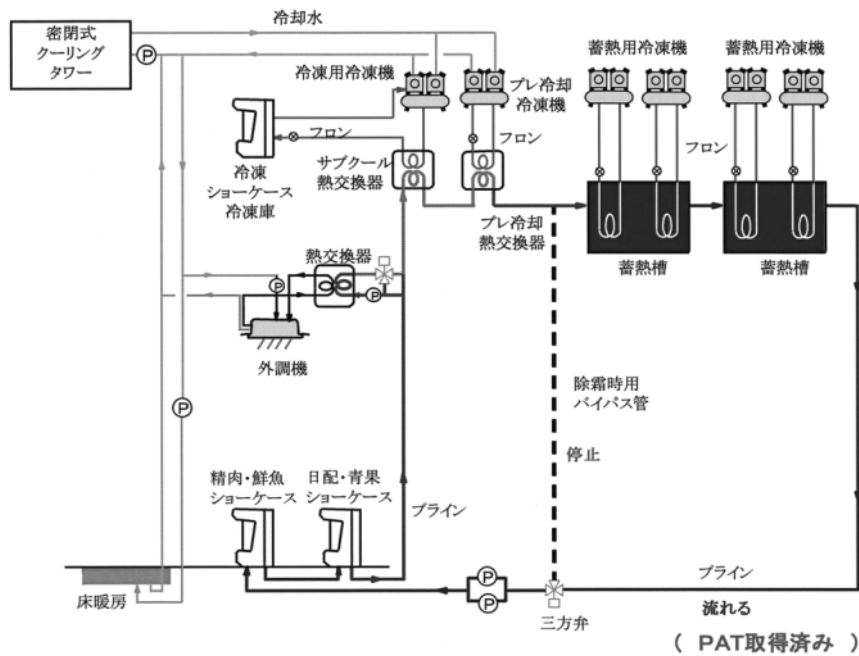 冷却水
密閉式
クーリング
タワー
P
冷凍用冷凍機
プレ冷却
冷凍機
蓄熱用冷凍機
蓄熱用冷凍機
フロン
フロン
フロン
冷凍
ショーケース
冷凍庫
サブクール
熱交換器
プレ冷却
熱交換器
蓄熱槽
蓄熱槽
熱交換器
P
P
外調機
P
除霜時用
バイパス管
停止
精肉・鮮魚
ショーケース
日配・青果
ショーケース
ブライン
P
P
ブライン
床暖房
三方弁
流れる
( PAT取得済み )